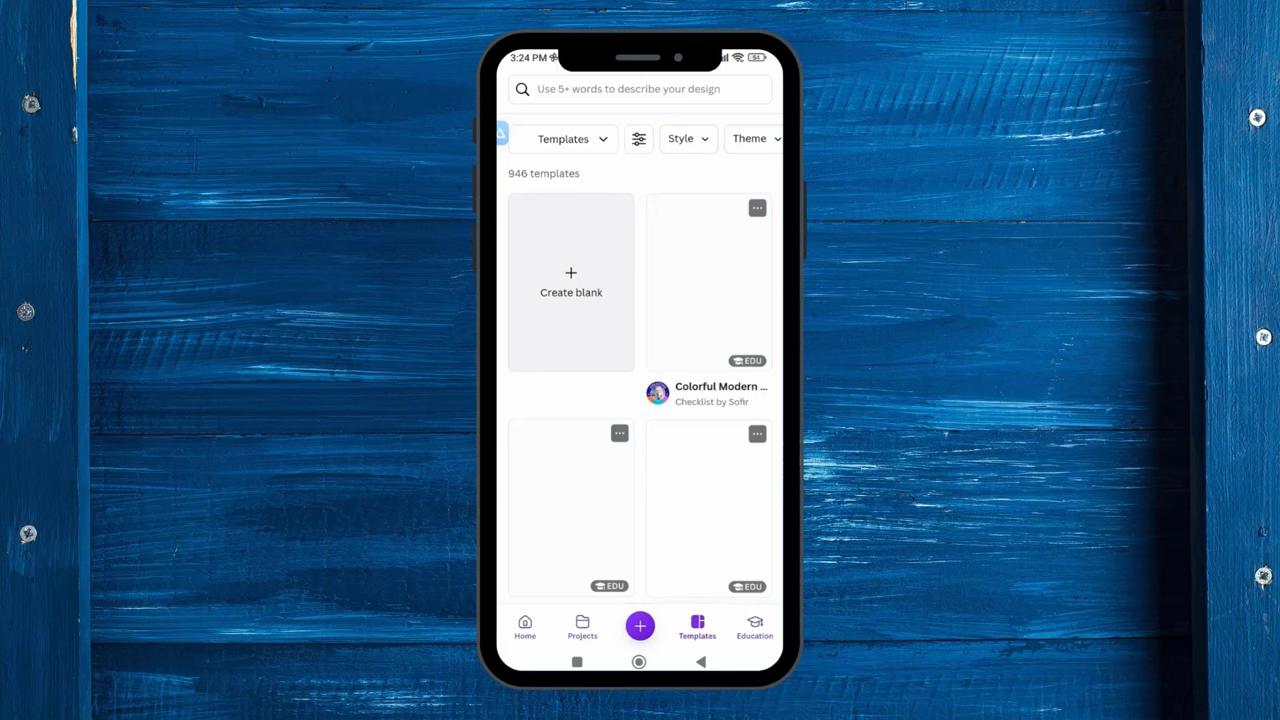 3:24 PM
54
Use 5+ words to describe your design
Templates
Style
Theme
946 templates
Create blank
EDU
Colorful Modern ...
Checklist by Sofir
EDU
EDU
Home
Projects
Templates
Education